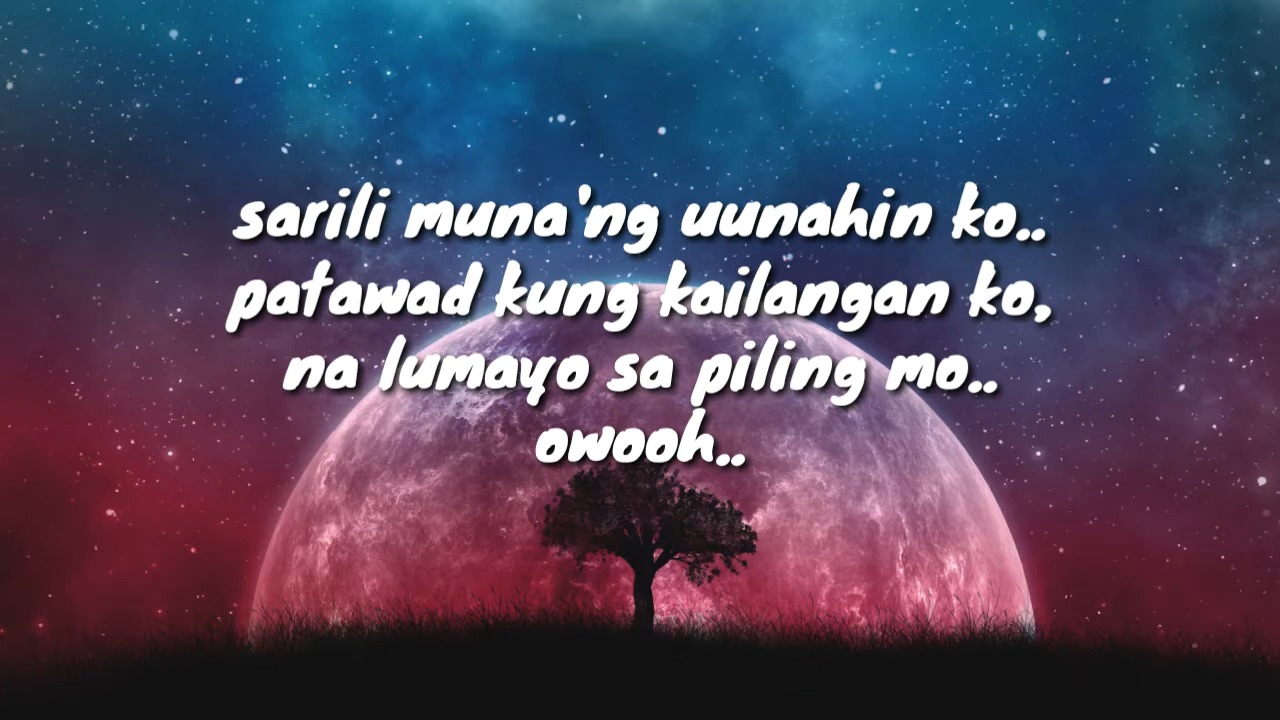 sarili muna'ng uunahin ko..
patawad kung kailangan ko,
na lumayo sa piling mo..
owooh..